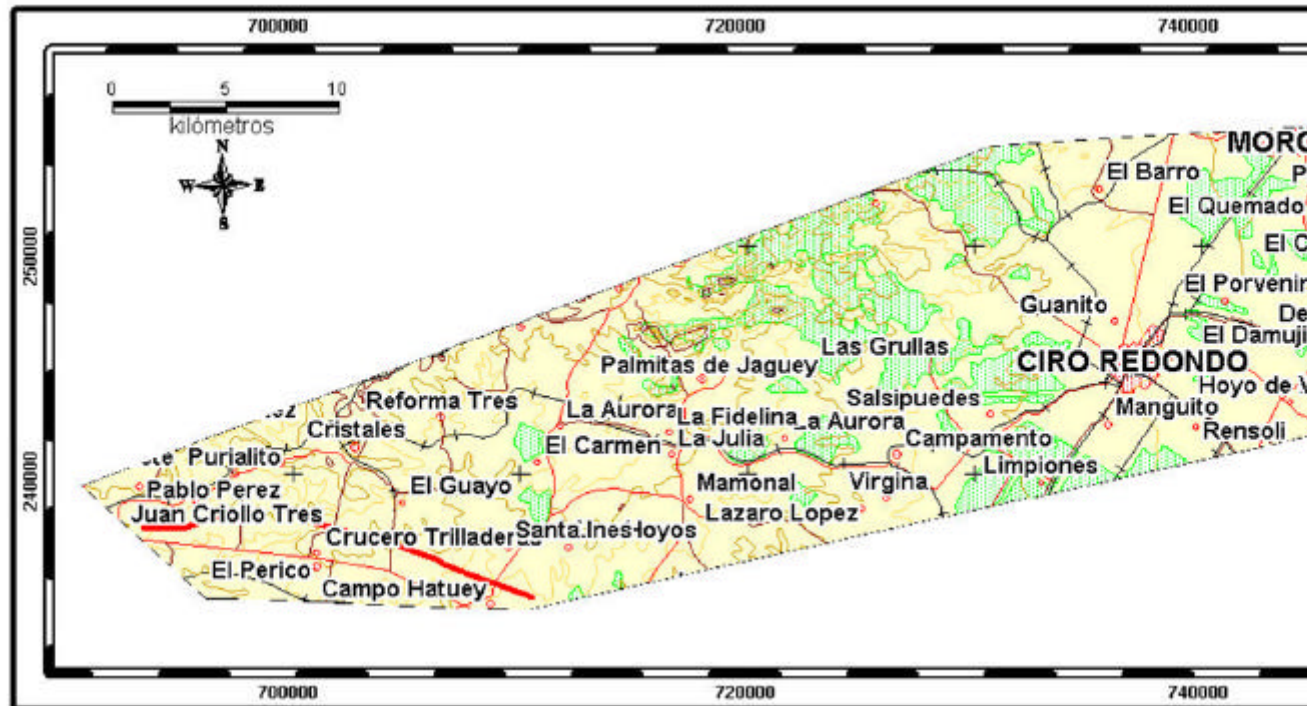 700000
720000
740000
0
5
10
kilómetros
N
W
E
S
250000
240000
MORO
El Barro
P
El Quemado
El C
El Porvenir
Guanito
De
El Damuji
Las Grullas
CIRO REDONDO
Palmitas de Jaguey
Hoyo de Y
Reforma Tres
La Aurora
La Fidelina
La Aurora
Salsipuedes
Manguito
Cristales
Rensoli
El Carmen
La Julia
Campamento
Purialito
Limpiones
Pablo Perez
El Guayo
Mamonal
Virgina
Juan Criollo Tres
Lazaro Lopez
Crucero Trilladeras
Santa Ines
Hoyos
El Perico
Campo Hatuey
700000
720000
740000